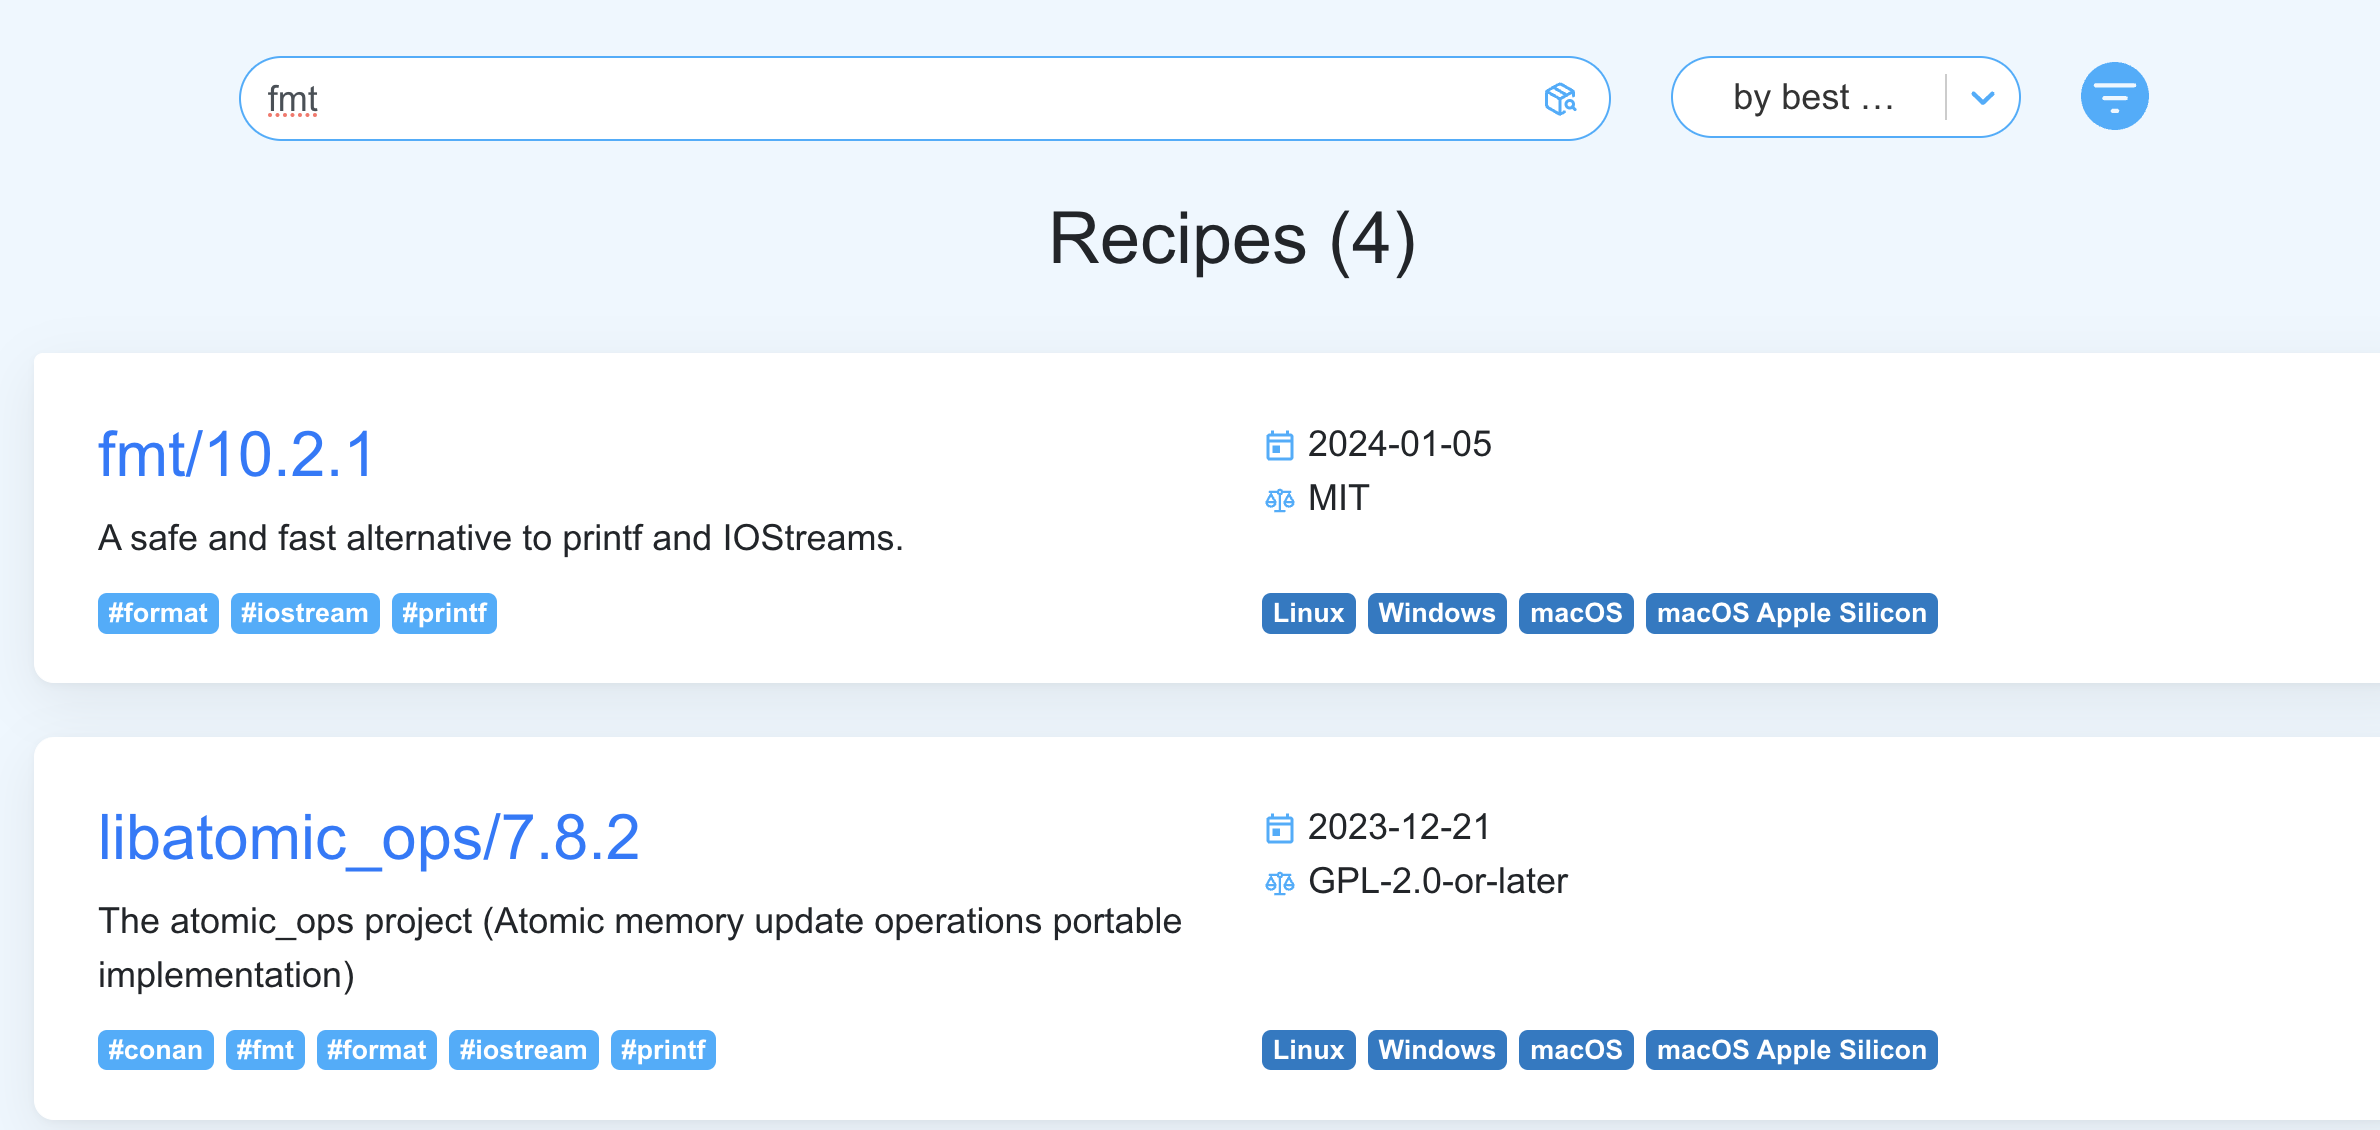 fmt
by best ...
Recipes (4)
fmt/10.2.1
2024-01-05
MIT
A safe and fast alternative to printf and IOStreams.
#format #iostream #printf
Linux Windows macOS macOS Apple Silicon
libatomic_ops/7.8.2
2023-12-21
GPL-2.0-or-later
The atomic_ops project (Atomic memory update operations portable
implementation)
#conan #fmt #format #iostream #printf
Linux Windows macOS macOS Apple Silicon